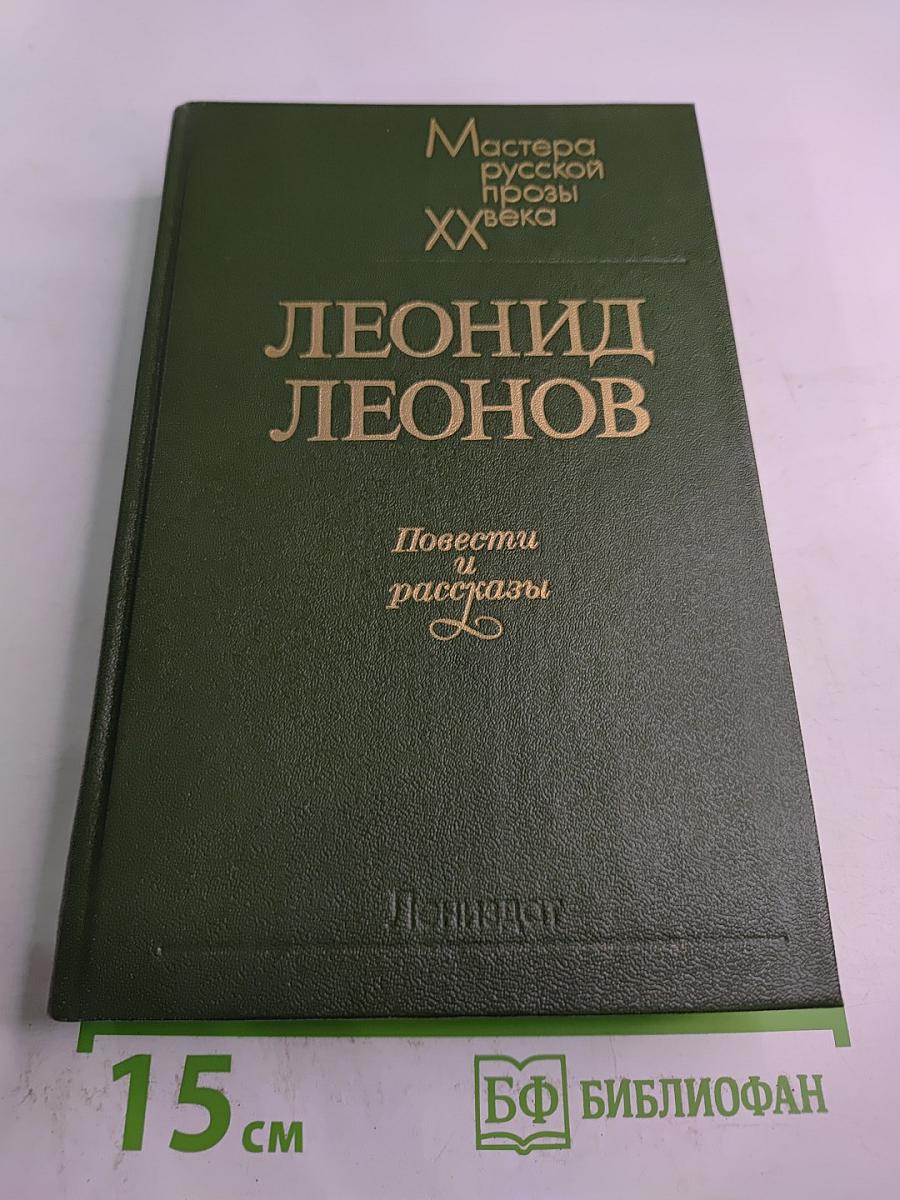 Мастера
русской
прозы
XX века
ЛЕОНИД
ЛЕОНОВ
Повести
и
рассказы
Лениздат
15 см
БФ БИБЛИОФАН